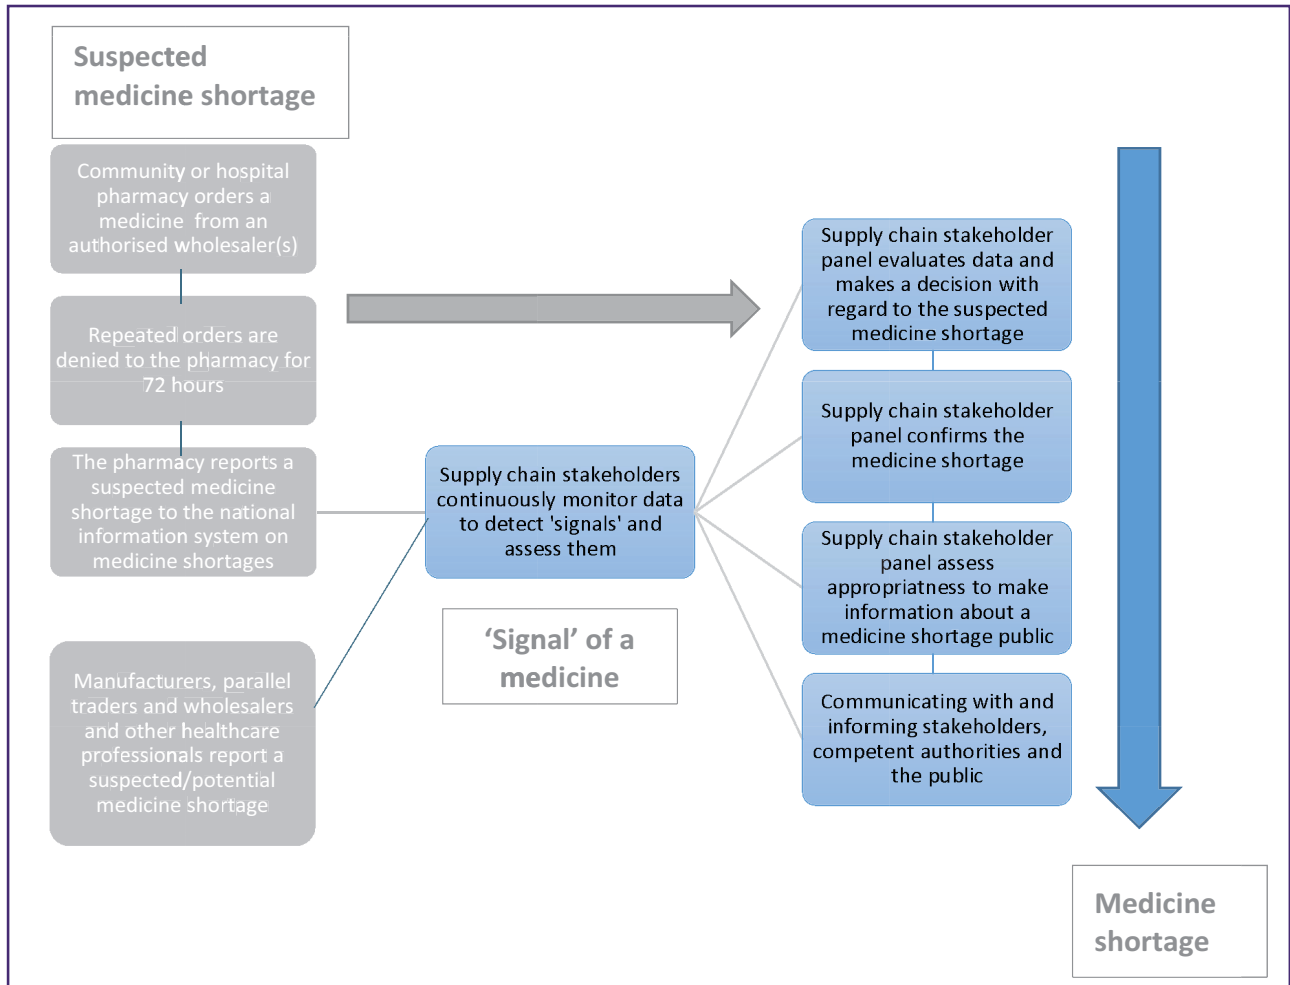 Suspected
medicine shortage
Community or hospital
pharmacy orders a
medicine from an
authorised wholesaler(s)
Repeated orders are
denied to the pharmacy for
72 hours
The pharmacy reports a
suspected medicine
shortage to the national
information system on
medicine shortages
Manufacturers, parallel
traders and wholesalers
and other healthcare
professionals report a
suspected/potential
medicine shortage
Supply chain stakeholders
continuously monitor data
to detect 'signals' and
assess them
‘Signal’ of a
medicine
Supply chain stakeholder
panel evaluates data and
makes a decision with
regard to the suspected
medicine shortage
Supply chain stakeholder
panel confirms the
medicine shortage
Supply chain stakeholder
panel assess
appropriatness to make
information about a
medicine shortage public
Communicating with and
informing stakeholders,
competent authorities and
the public
Medicine
shortage